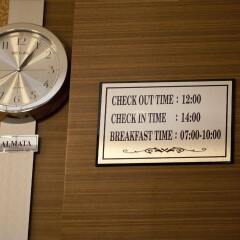 CHECK OUT TIME : 12:00
CHECK IN TIME : 14:00
BREAKFAST TIME : 07:00-10:00
ALMATA